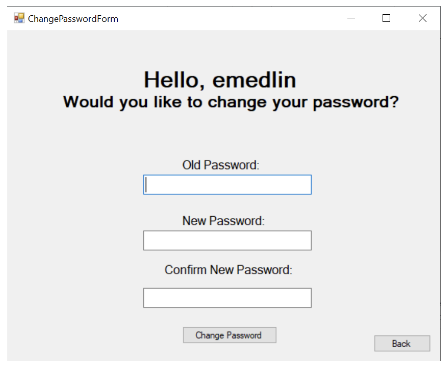 ChangePasswordForm
Hello, emedlin
Would you like to change your password?
Old Password:
New Password:
Confirm New Password:
Change Password
Back